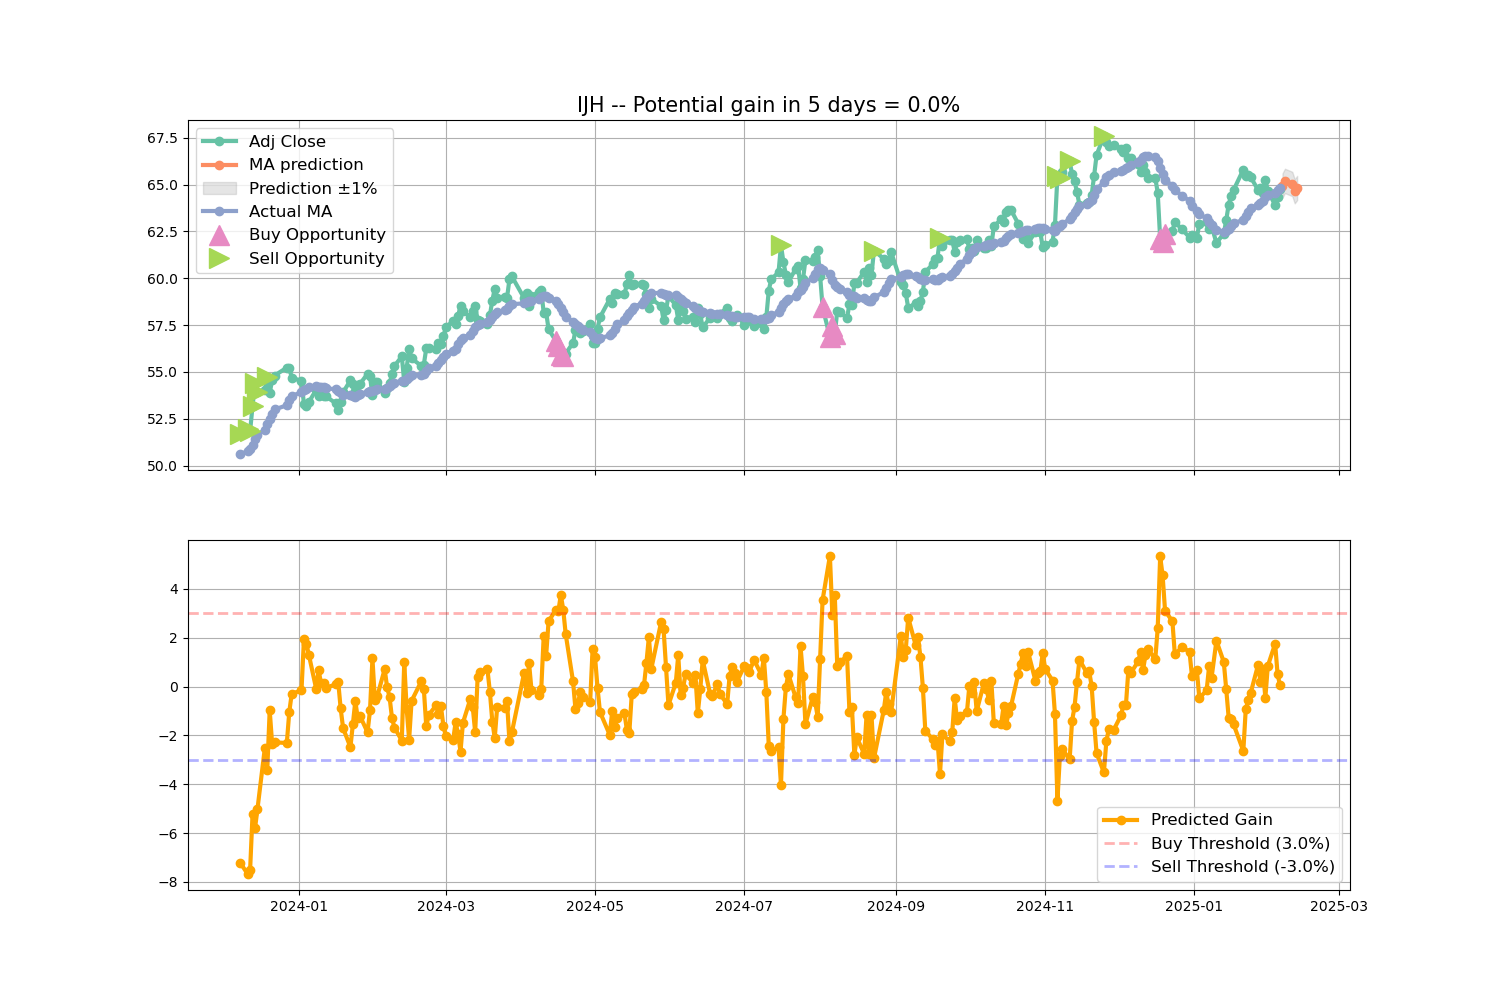 IJH -- Potential gain in 5 days = 0.0%
67.5
65.0
62.5
60.0
57.5
55.0
52.5
50.0
Adj Close
MA prediction
Prediction ±1%
Actual MA
Buy Opportunity
Sell Opportunity
4
2
0
−2
−4
−6
−8
Predicted Gain
Buy Threshold (3.0%)
Sell Threshold (-3.0%)
2024-01 2024-03 2024-05 2024-07 2024-09 2024-11 2025-01 2025-03